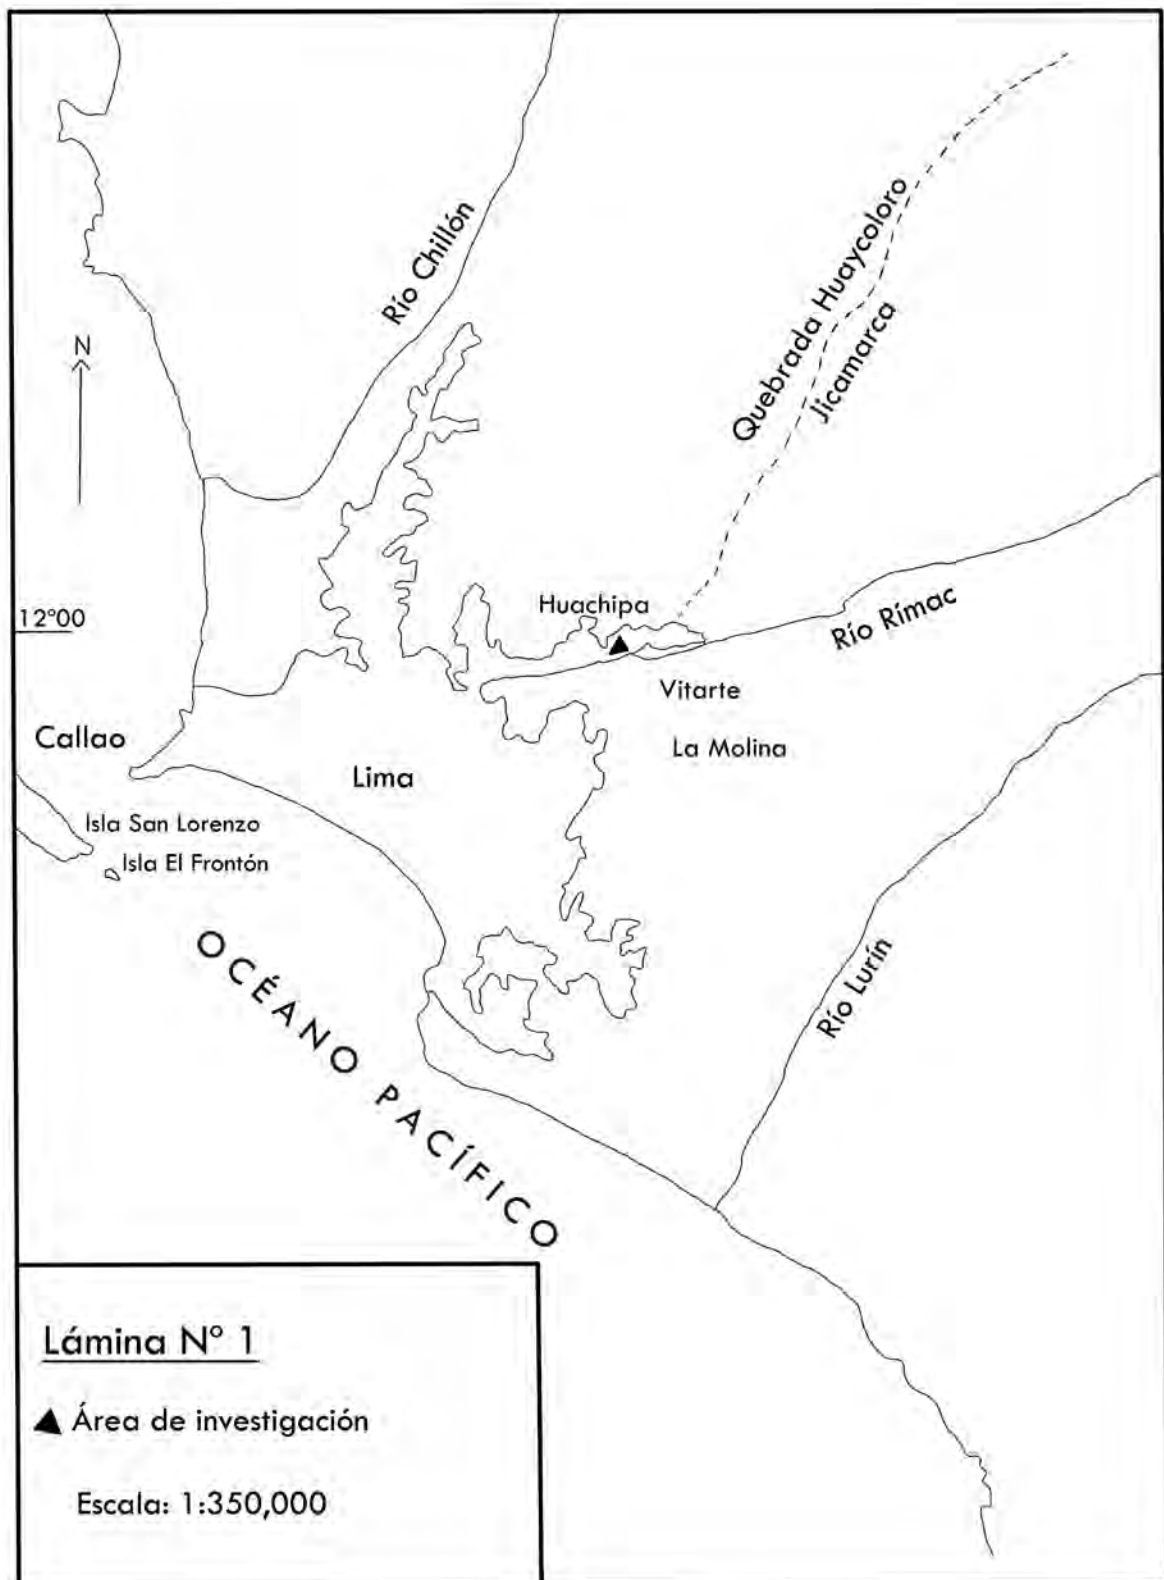 Río Chillón
Quebrada Huaycoloro
Jicamarca
N
12°00
Huachipa
Río Rímac
Vitarte
Callao
La Molina
Lima
Isla San Lorenzo
Isla El Frontón
OCÉANO PACÍFICO
Río Lurín
Lámina N° 1
Área de investigación
Escala: 1:350,000